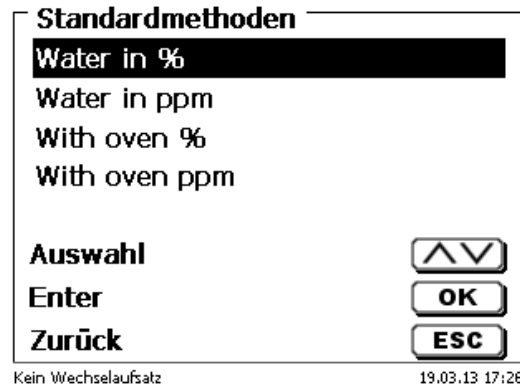 Standardmethoden
Water in %
Water in ppm
With oven %
With oven ppm
Auswahl
Enter OK
Zurück ESC
Kein Wechselaufsatz 19.03.13 17:26